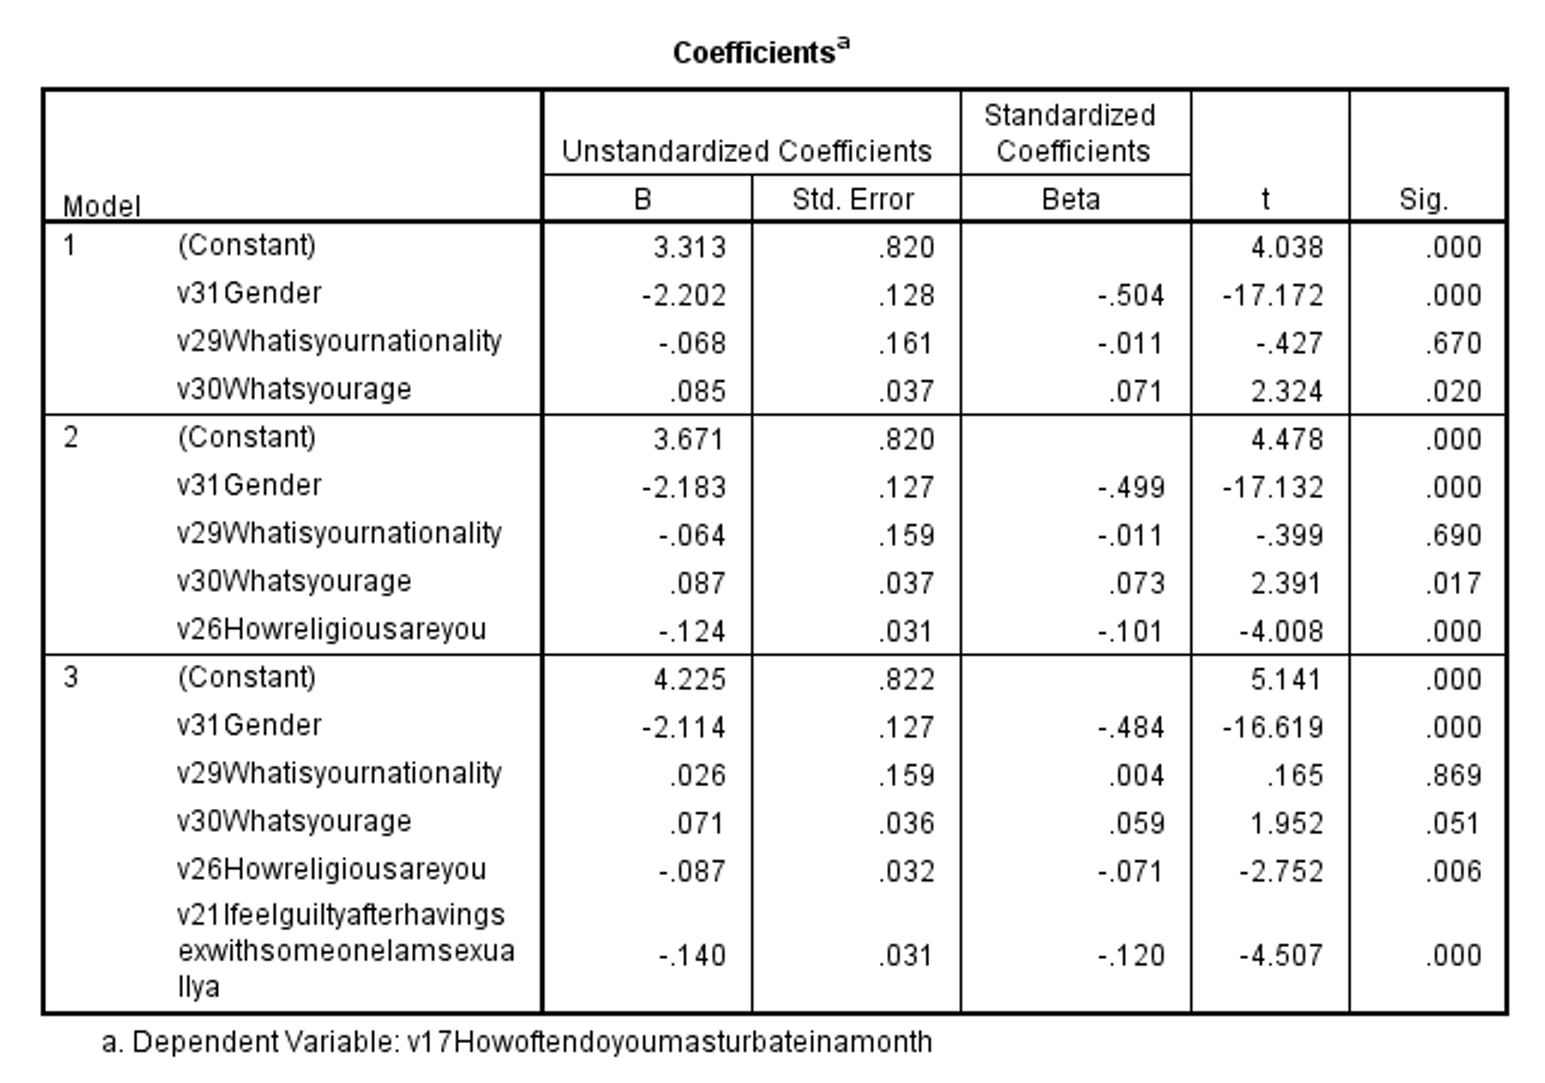 Coefficientsa
Standardized
Unstandardized Coefficients Coefficients
Model B Std. Error Beta t Sig.
1 (Constant) 3.313 .820 4.038 .000
v31Gender -2.202 .128 -.504 -17.172 .000
v29Whatisyournationality -.068 .161 -.011 -.427 .670
v30Whatsyourage .085 .037 .071 2.324 .020
2 (Constant) 3.671 .820 4.478 .000
v31Gender -2.183 .127 -.499 -17.132 .000
v29Whatisyournationality -.064 .159 -.011 -.399 .690
v30Whatsyourage .087 .037 .073 2.391 .017
v26Howreligiousareyou -.124 .031 -.101 -4.008 .000
3 (Constant) 4.225 .822 5.141 .000
v31Gender -2.114 .127 -.484 -16.619 .000
v29Whatisyournationality .026 .159 .004 .165 .869
v30Whatsyourage .071 .036 .059 1.952 .051
v26Howreligiousareyou -.087 .032 -.071 -2.752 .006
v21Ifeelguiltyafterhavings
exwithsomeoneIamsexua -.140 .031 -.120 -4.507 .000
llya
a. Dependent Variable: v17Howoftendoyoumasturbateinamonth